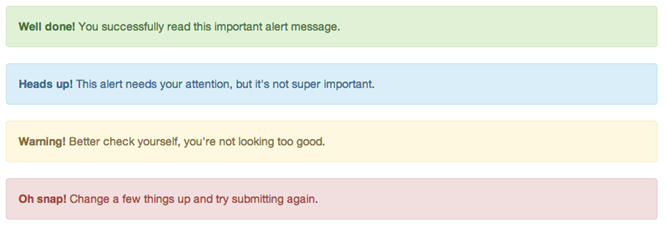 Well done! You successfully read this important alert message.
Heads up! This alert needs your attention, but it's not super important.
Warning! Better check yourself, you're not looking too good.
Oh snap! Change a few things up and try submitting again.